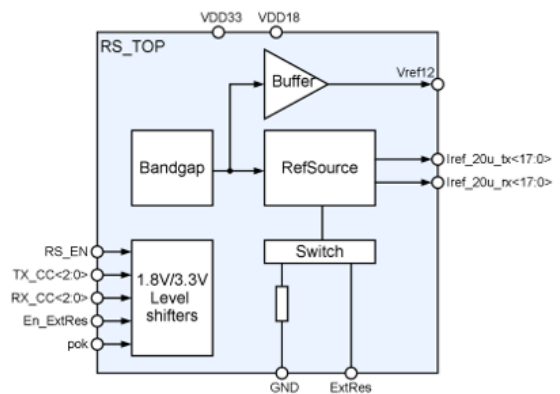 VDD33
VDD18
RS_TOP
Buffer
Vref12
Bandgap
RefSource
Iref_20u_tx<17:0>
Iref_20u_rx<17:0>
Switch
RS_EN
TX_CC<2:0>
RX_CC<2:0>
En_ExtRes
pok
1.8V/3.3V
Level
shifters
GND
ExtRes